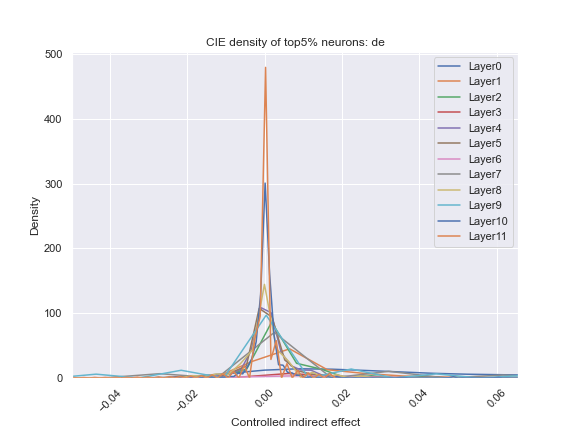 CIE density of top5% neurons: de
500
400
300
200
100
0
Density
-0.04
-0.02
0.00
0.02
0.04
0.06
Controlled indirect effect
Layer0
Layer1
Layer2
Layer3
Layer4
Layer5
Layer6
Layer7
Layer8
Layer9
Layer10
Layer11